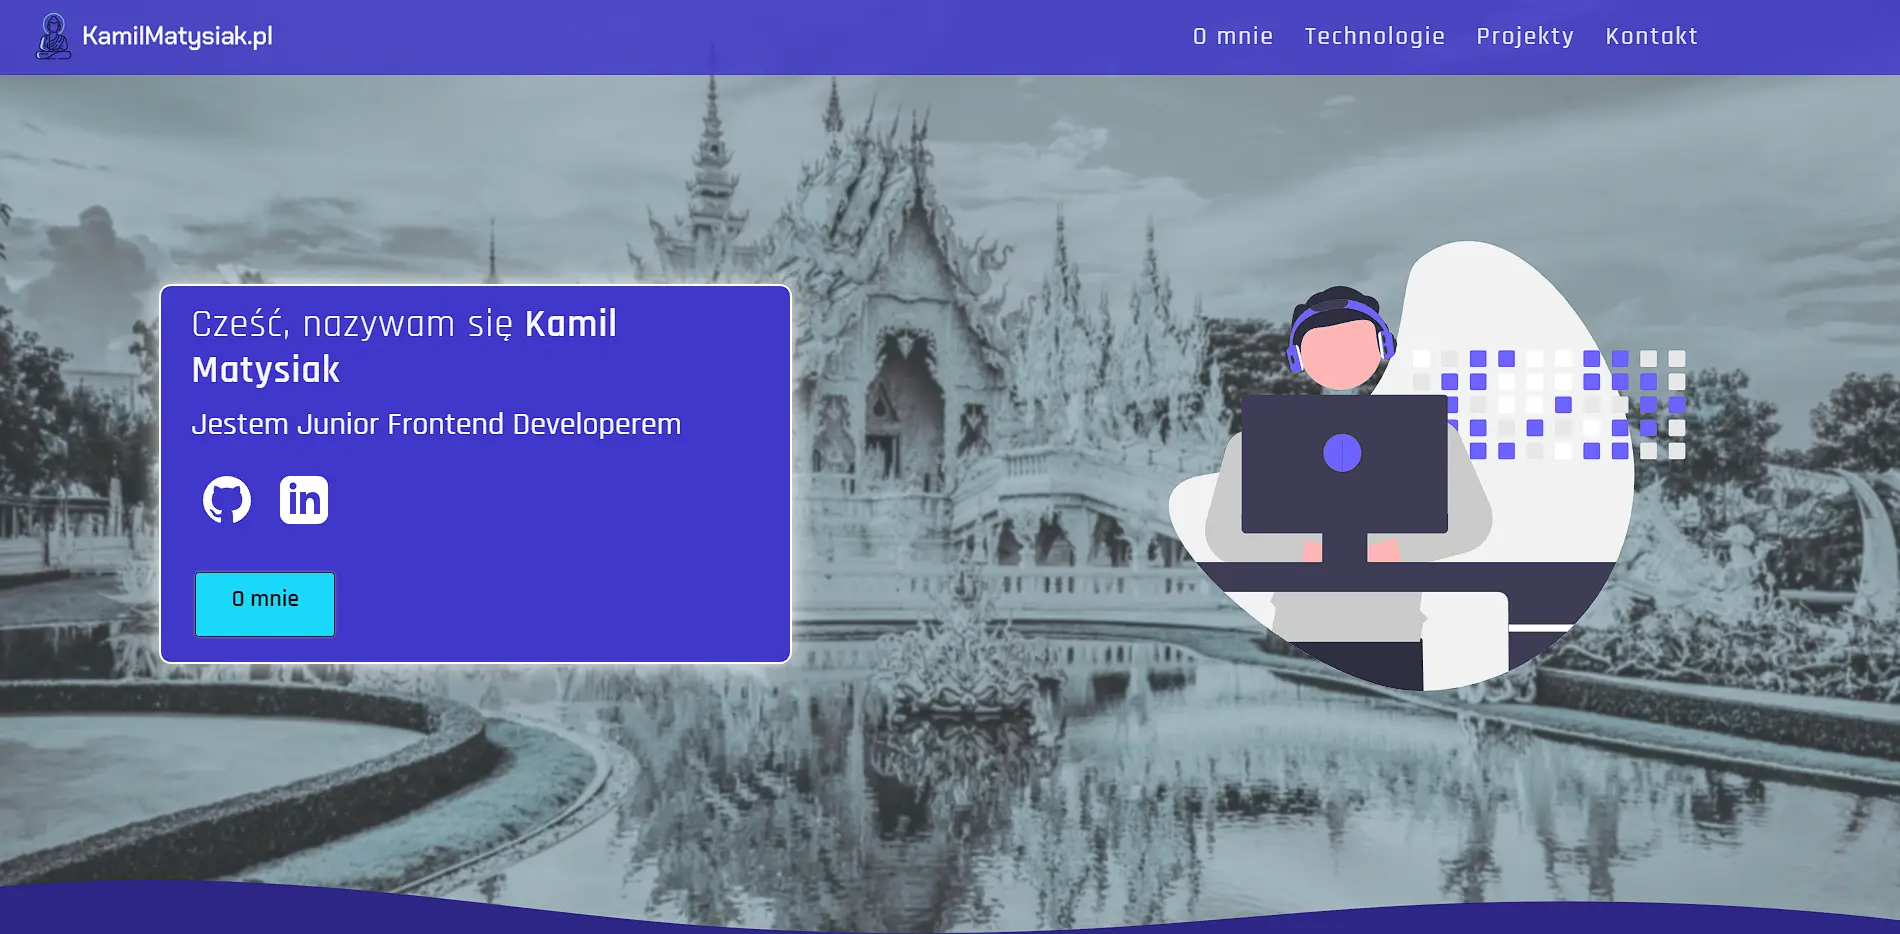 KamilMatysiak.pl
O mnie
Technologie
Projekty
Kontakt
Cześć, nazywam się Kamil
Matysiak
Jestem Junior Frontend Developerem
in
O mnie